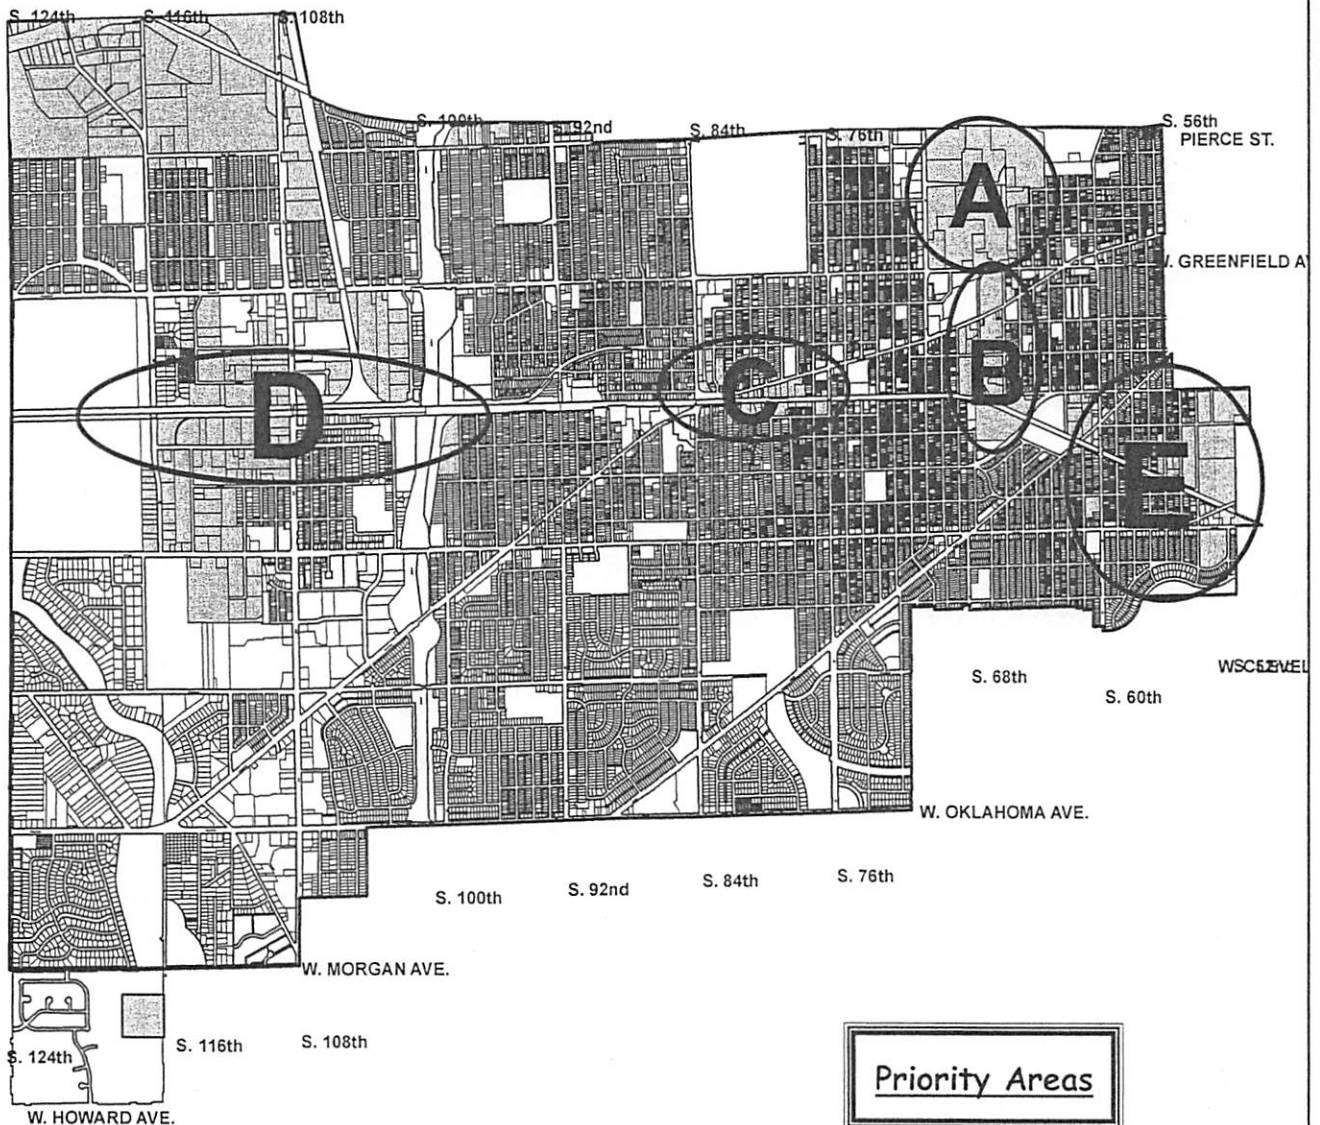 S. 124th S. 116th S. 108th
S. 100th S. 92nd S. 84th S. 76th S. 56th
PIERCE ST.
A
W. GREENFIELD A
B
C
D
E
S. 68th
S. 60th
W. OKLAHOMA AVE.
S. 100th S. 92nd S. 84th S. 76th
W. MORGAN AVE.
S. 124th S. 116th S. 108th
Priority Areas
W. HOWARD AVE.